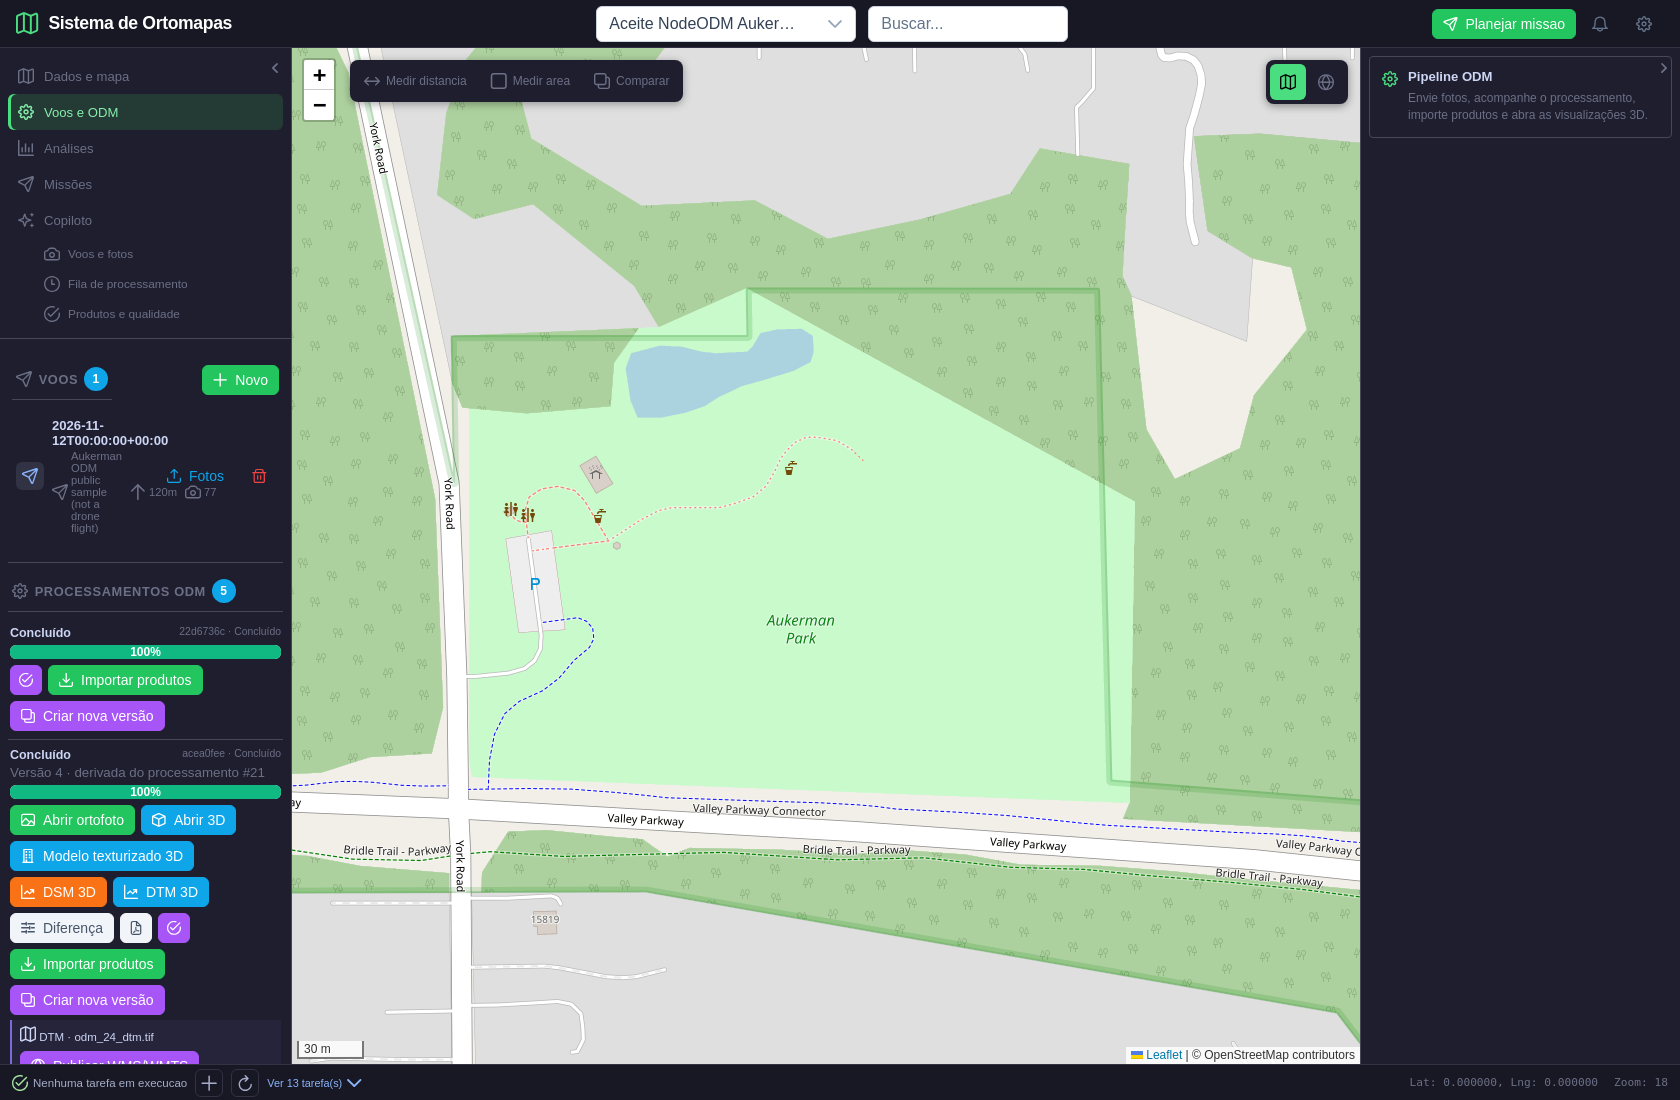 Sistema de Ortomapas
Aceite NodeODM Auker…
Buscar...
Planejar missao
Dados e mapa
Voos e ODM
Análises
Missões
Copiloto
Voos e fotos
Fila de processamento
Produtos e qualidade
VOOS 1
Novo
2026-11-
12T00:00:00+00:00
Aukerman
ODM
public
sample
(not a
drone
flight)
120m
77
Fotos
PROCESSAMENTOS ODM 5
Concluído
22d6736c · Concluído
100%
Importar produtos
Criar nova versão
Concluído
acea0fee · Concluído
Versão 4 · derivada do processamento #21
100%
Abrir ortofoto
Abrir 3D
Modelo texturizado 3D
DSM 3D
DTM 3D
Diferença
Importar produtos
Criar nova versão
DTM · odm_24_dtm.tif
Publicar WMS/WMTS
+
−
Medir distancia
Medir area
Comparar
York Road
York Road
P
Aukerman
Park
ay
Valley Parkway Connector
Valley Parkway
Valley Parkway
Valley Parkway C
Bridle Trail - Parkway
Bridle Trail - Parkway
Bridle Trail - Parkway
York Road
15819
30 m
Leaflet | © OpenStreetMap contributors
Pipeline ODM
Envie fotos, acompanhe o processamento,
importe produtos e abra as visualizações 3D.
Nenhuma tarefa em execucao
Ver 13 tarefa(s)
Lat: 0.000000, Lng: 0.000000
Zoom: 18